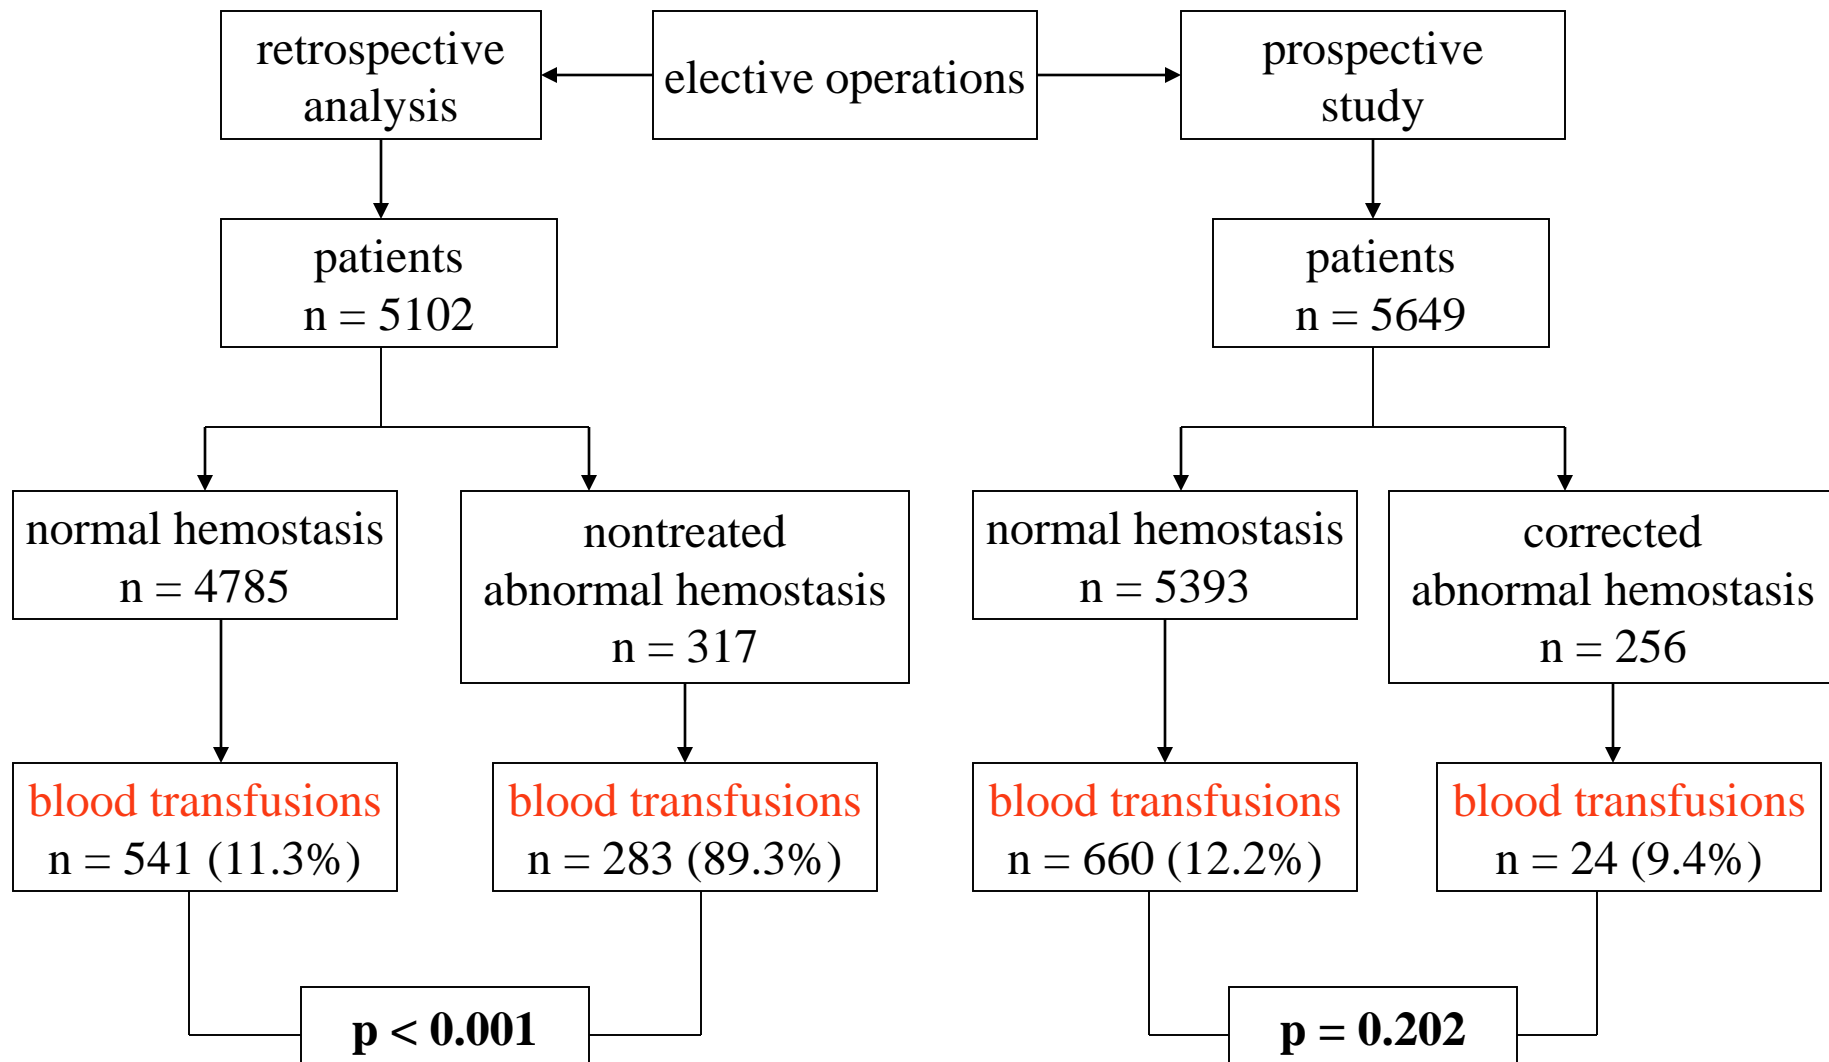 retrospective
analysis
elective operations
prospective
study
patients
n = 5102
patients
n = 5649
normal hemostasis
n = 4785
nontreated
abnormal hemostasis
n = 317
normal hemostasis
n = 5393
corrected
abnormal hemostasis
n = 256
blood transfusions
n = 541 (11.3%)
blood transfusions
n = 283 (89.3%)
blood transfusions
n = 660 (12.2%)
blood transfusions
n = 24 (9.4%)
p < 0.001
p = 0.202